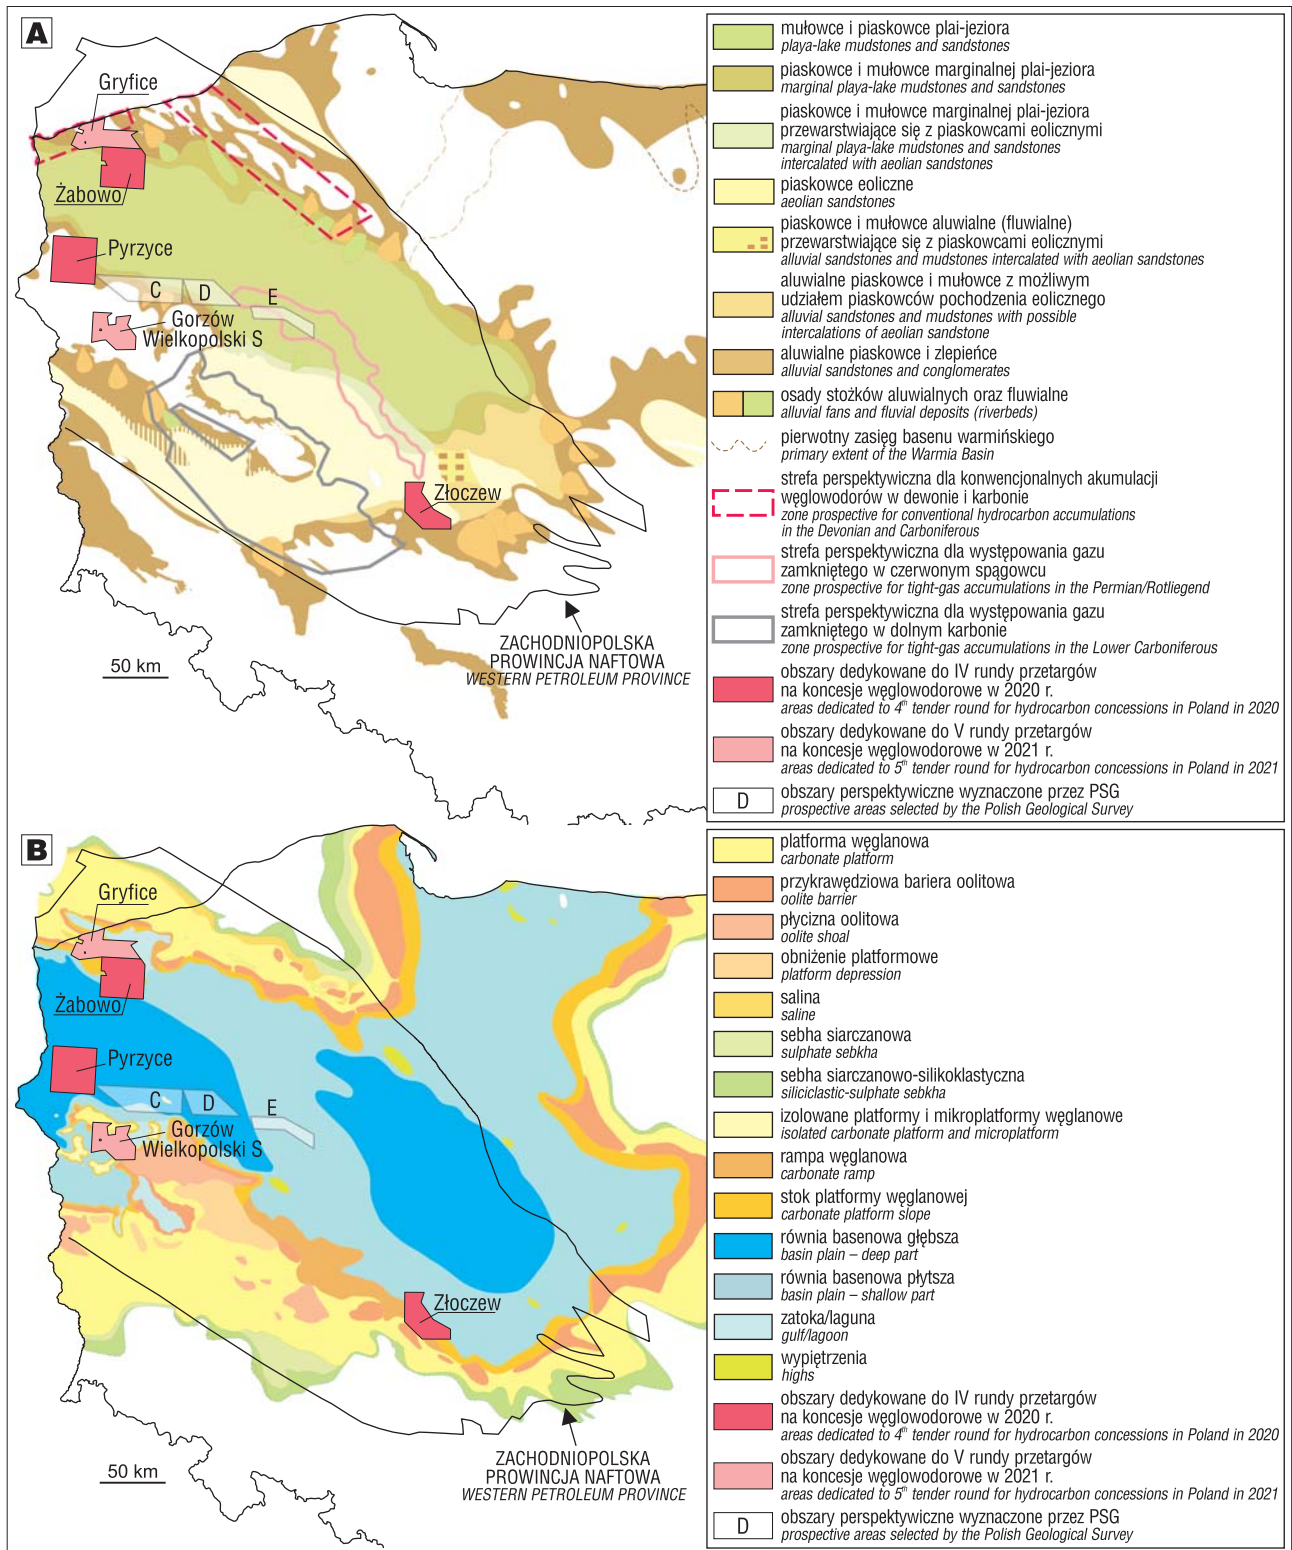 A
Gryfice
Żabowo
Pyrzyce
C
D
E
Gorzów
Wielkopolski S
Złoczew
ZACHODNIOPOLSKA
PROWINCJA NAFTOWA
WESTERN PETROLEUM PROVINCE
50 km
mułowce i piaskowce plai-jeziora
playa-lake mudstones and sandstones
piaskowce i mułowce marginalnej plai-jeziora
marginal playa-lake mudstones and sandstones
piaskowce i mułowce marginalnej plai-jeziora
przewarstwiające się z piaskowcami eolicznymi
marginal playa-lake mudstones and sandstones
intercalated with aeolian sandstones
piaskowce eoliczne
aeolian sandstones
piaskowce i mułowce aluwialne (fluwialne)
przewarstwiające się z piaskowcami eolicznymi
alluvial sandstones and mudstones intercalated with aeolian sandstones
aluwialne piaskowce i mułowce z możliwym
udziałem piaskowców pochodzenia eolicznego
alluvial sandstones and mudstones with possible
intercalations of aeolian sandstone
aluwialne piaskowce i zlepieńce
alluvial sandstones and conglomerates
osady stożków aluwialnych oraz fluwialne
alluvial fans and fluvial deposits (riverbeds)
pierwotny zasięg basenu warmińskiego
primary extent of the Warmia Basin
strefa perspektywiczna dla konwencjonalnych akumulacji
węglowodorów w dewonie i karbonie
zone prospective for conventional hydrocarbon accumulations
in the Devonian and Carboniferous
strefa perspektywiczna dla występowania gazu
zamkniętego w czerwonym spągowcu
zone prospective for tight-gas accumulations in the Permian/Rotliegend
strefa perspektywiczna dla występowania gazu
zamkniętego w dolnym karbonie
zone prospective for tight-gas accumulations in the Lower Carboniferous
obszary dedykowane do IV rundy przetargów
na koncesje węglowodorowe w 2020 r.
areas dedicated to 4th tender round for hydrocarbon concessions in Poland in 2020
obszary dedykowane do V rundy przetargów
na koncesje węglowodorowe w 2021 r.
areas dedicated to 5th tender round for hydrocarbon concessions in Poland in 2021
D
obszary perspektywiczne wyznaczone przez PSG
prospective areas selected by the Polish Geological Survey
B
Gryfice
Żabowo
Pyrzyce
C
D
E
Gorzów
Wielkopolski S
Złoczew
ZACHODNIOPOLSKA
PROWINCJA NAFTOWA
WESTERN PETROLEUM PROVINCE
50 km
platforma węglanowa
carbonate platform
przykrawędziowa bariera oolitowa
oolite barrier
płycizna oolitowa
oolite shoal
obniżenie platformowe
platform depression
salina
saline
sebha siarczanowa
sulphate sebkha
sebha siarczanowo-silikoklastyczna
siliciclastic-sulphate sebkha
izolowane platformy i mikroplatformy węglanowe
isolated carbonate platform and microplatform
rampa węglanowa
carbonate ramp
stok platformy węglanowej
carbonate platform slope
równia basenowa głębsza
basin plain – deep part
równia basenowa płytsza
basin plain – shallow part
zatoka/laguna
gulf/lagoon
wypiętrzenia
highs
obszary dedykowane do IV rundy przetargów
na koncesje węglowodorowe w 2020 r.
areas dedicated to 4th tender round for hydrocarbon concessions in Poland in 2020
obszary dedykowane do V rundy przetargów
na koncesje węglowodorowe w 2021 r.
areas dedicated to 5th tender round for hydrocarbon concessions in Poland in 2021
D
obszary perspektywiczne wyznaczone przez PSG
prospective areas selected by the Polish Geological Survey